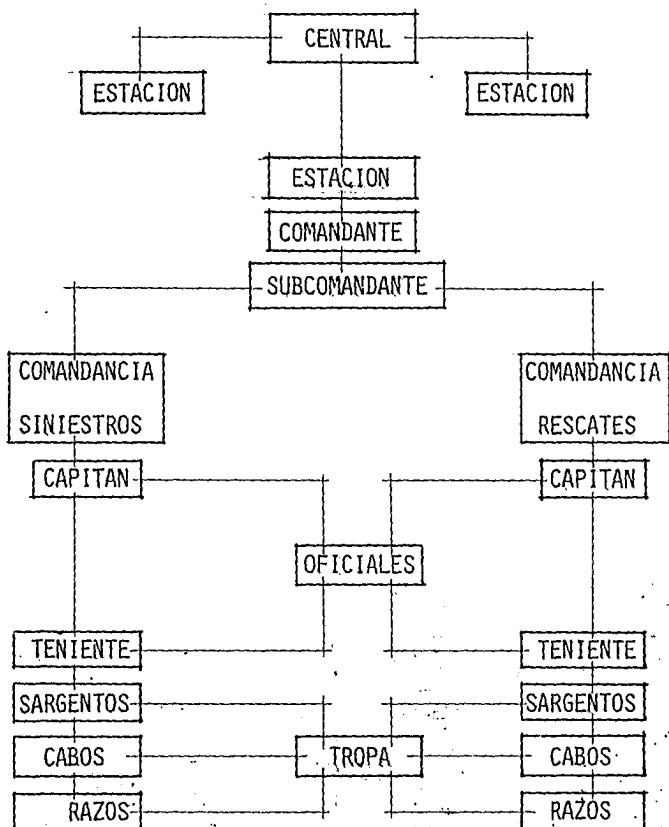 CENTRAL
ESTACION
ESTACION
ESTACION
COMANDANTE
SUBCOMANDANTE
COMANDANCIA
SINIESTROS
COMANDANCIA
RESCATES
CAPITAN
CAPITAN
OFICIALES
TENIENTE
TENIENTE
SARGENTOS
SARGENTOS
CABOS
TROPA
CABOS
RAZOS
RAZOS